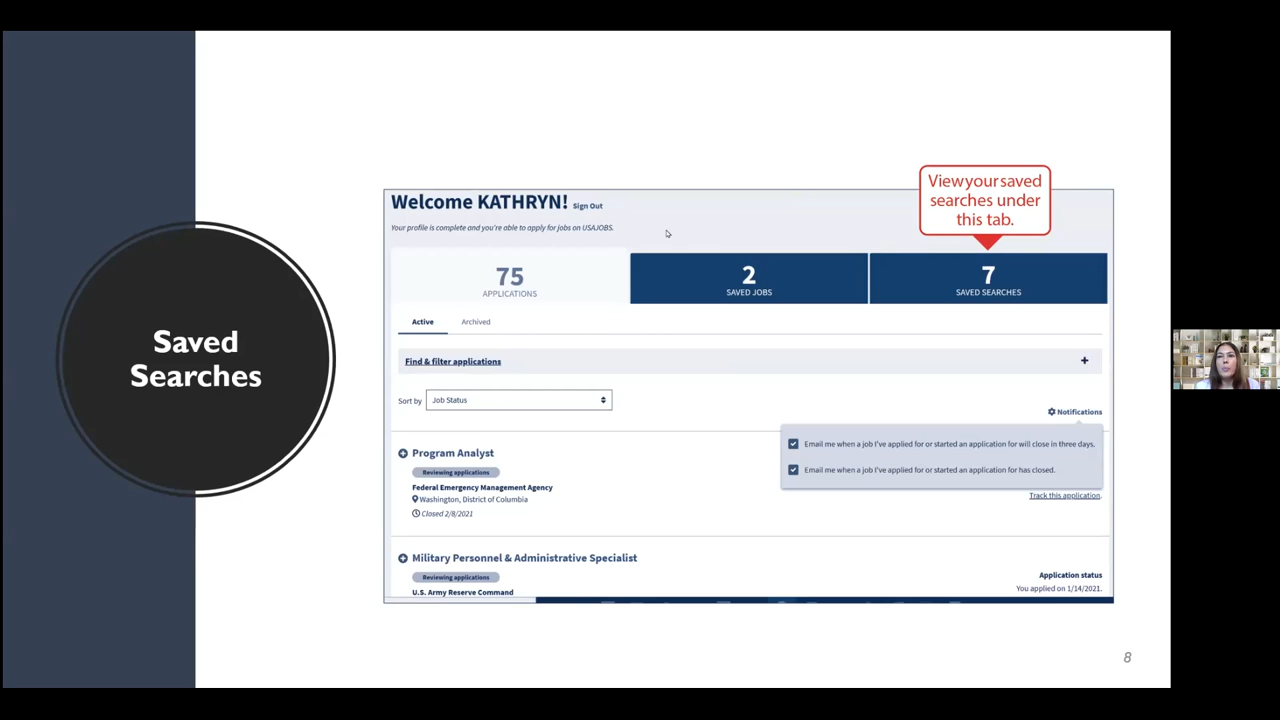 Saved
Searches
View your saved
searches under
this tab.
Welcome KATHRYN! Sign Out
Your profile is complete and you're able to apply for jobs on USAJOBS.
75
APPLICATIONS
2
SAVED JOBS
7
SAVED SEARCHES
Active Archived
Find & filter applications +
Sort by Job Status
Notifications
Email me when a job I've applied for or started an application for will close in three days.
Email me when a job I've applied for or started an application for has closed.
Track this application.
Program Analyst
Reviewing applications
Federal Emergency Management Agency
Washington, District of Columbia
Closed 2/8/2021
Military Personnel & Administrative Specialist
Reviewing applications
U.S. Army Reserve Command
Application status
You applied on 1/14/2021.
8